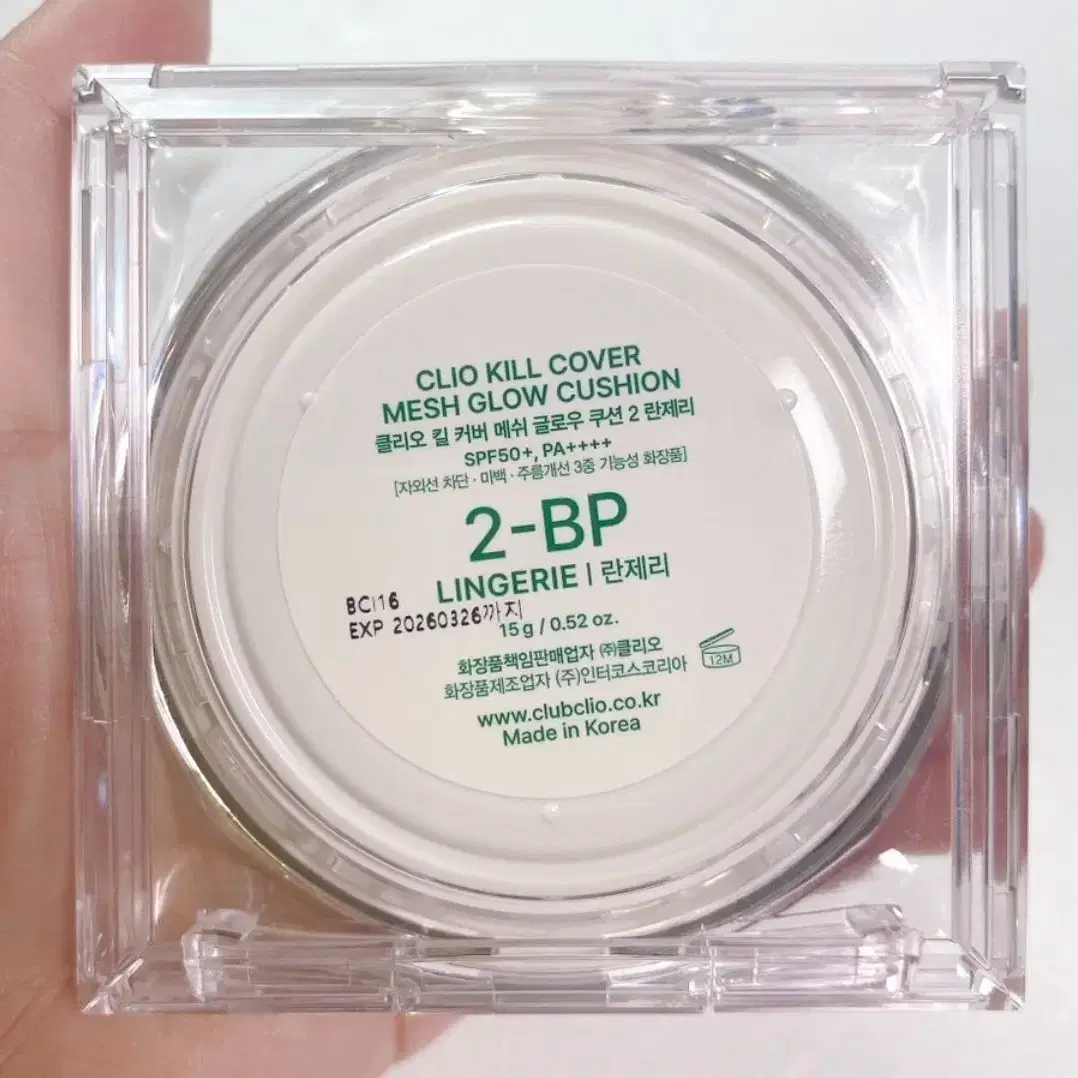 CLIO KILL COVER
MESH GLOW CUSHION
클리오 킬 커버 메쉬 글로우 쿠션 2 란제리
SPF50+, PA++++
[자외선 차단 · 미백 · 주름개선 3중 기능성 화장품]
2-BP
LINGERIE | 란제리
BCI16
EXP 20260326까지
15 g / 0.52 oz.
화장품책임판매업자 ㈜클리오
화장품제조업자 (주)인터코스코리아
12M
www.clubclio.co.kr
Made in Korea